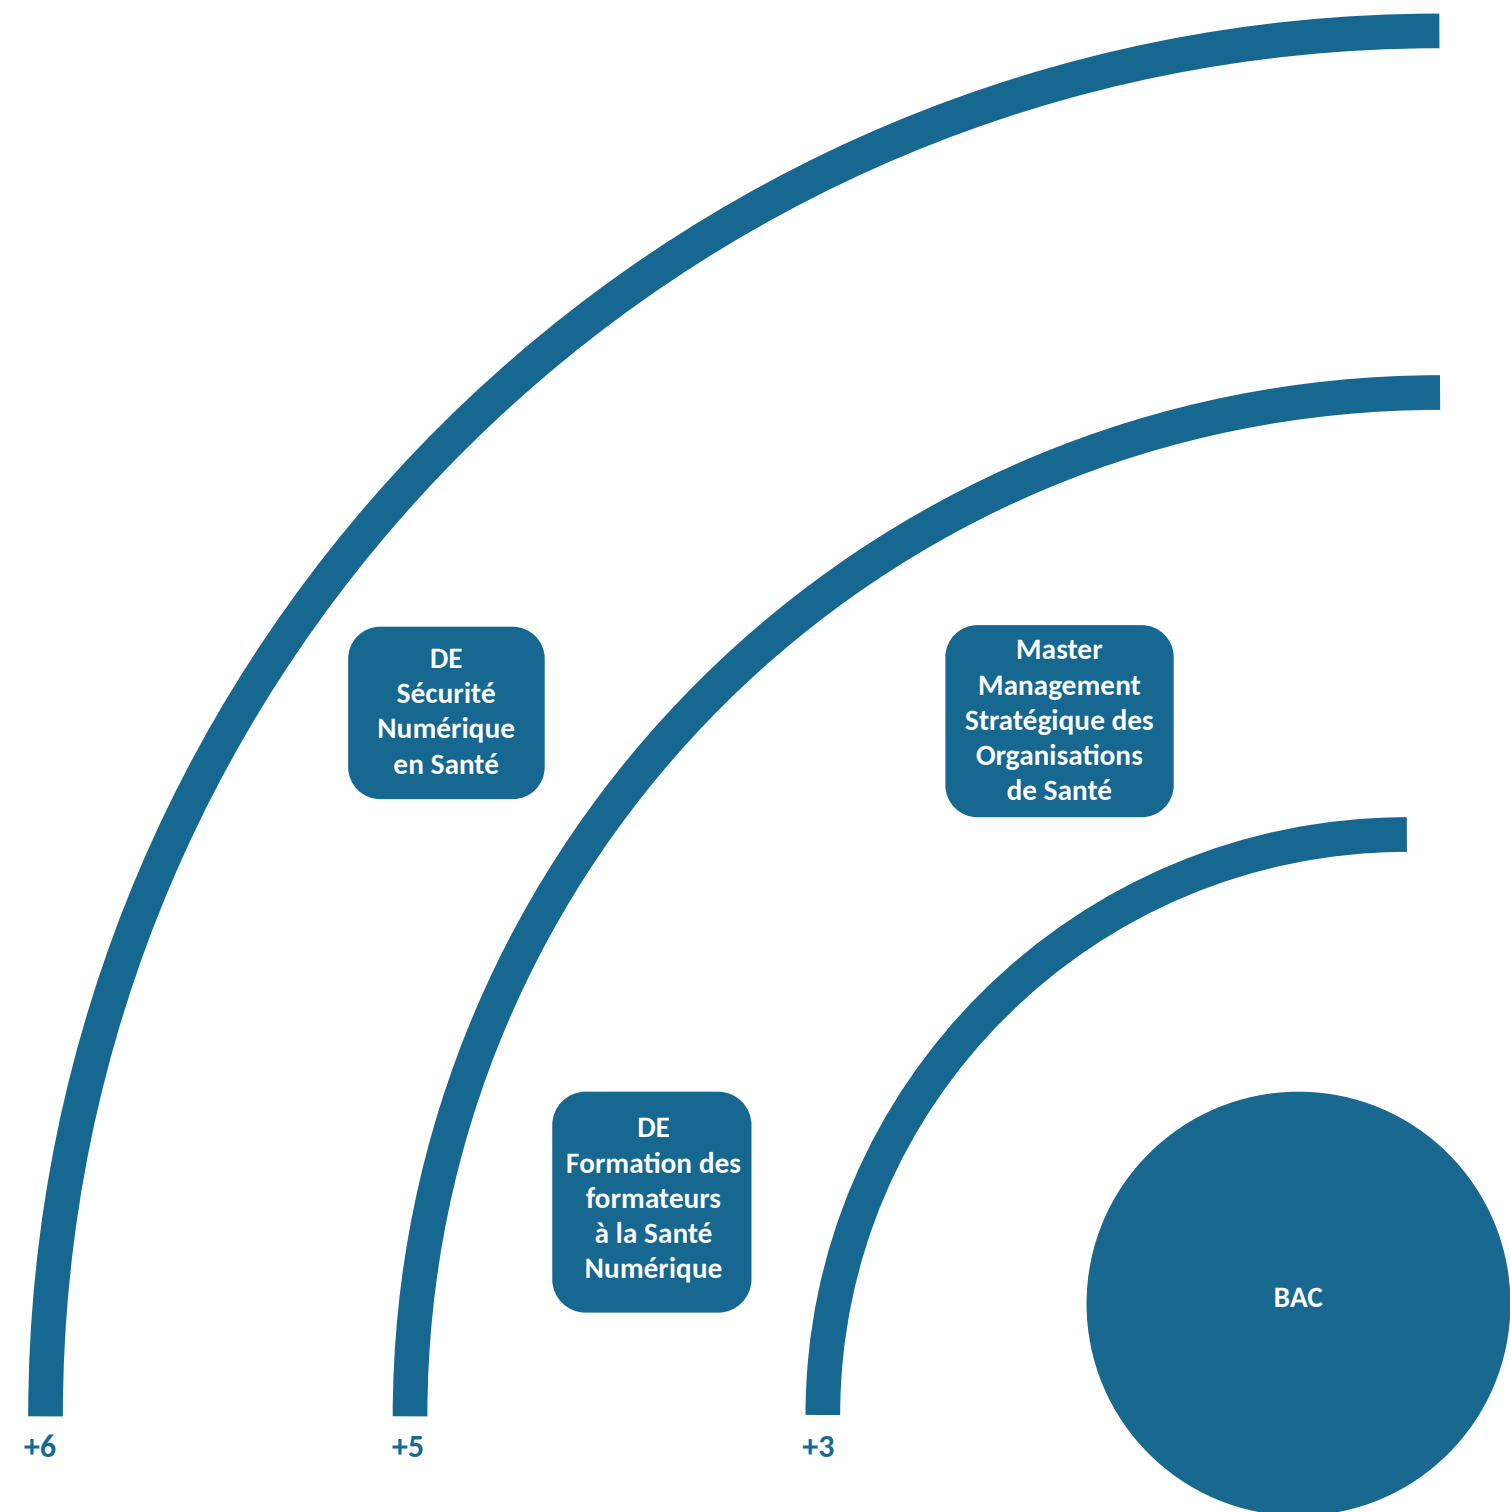 DE
Sécurité
Numérique
en Santé
Master
Management
Stratégique des
Organisations
de Santé
DE
Formation des
formateurs
à la Santé
Numérique
BAC
+6
+5
+3